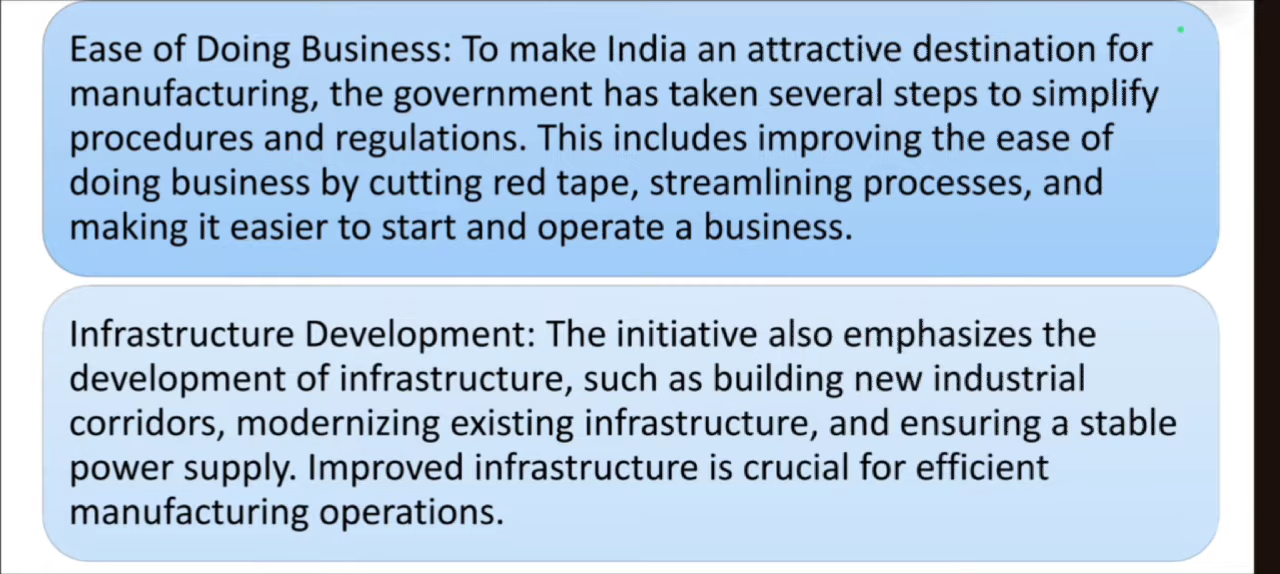 Ease of Doing Business: To make India an attractive destination for
manufacturing, the government has taken several steps to simplify
procedures and regulations. This includes improving the ease of
doing business by cutting red tape, streamlining processes, and
making it easier to start and operate a business.
Infrastructure Development: The initiative also emphasizes the
development of infrastructure, such as building new industrial
corridors, modernizing existing infrastructure, and ensuring a stable
power supply. Improved infrastructure is crucial for efficient
manufacturing operations.